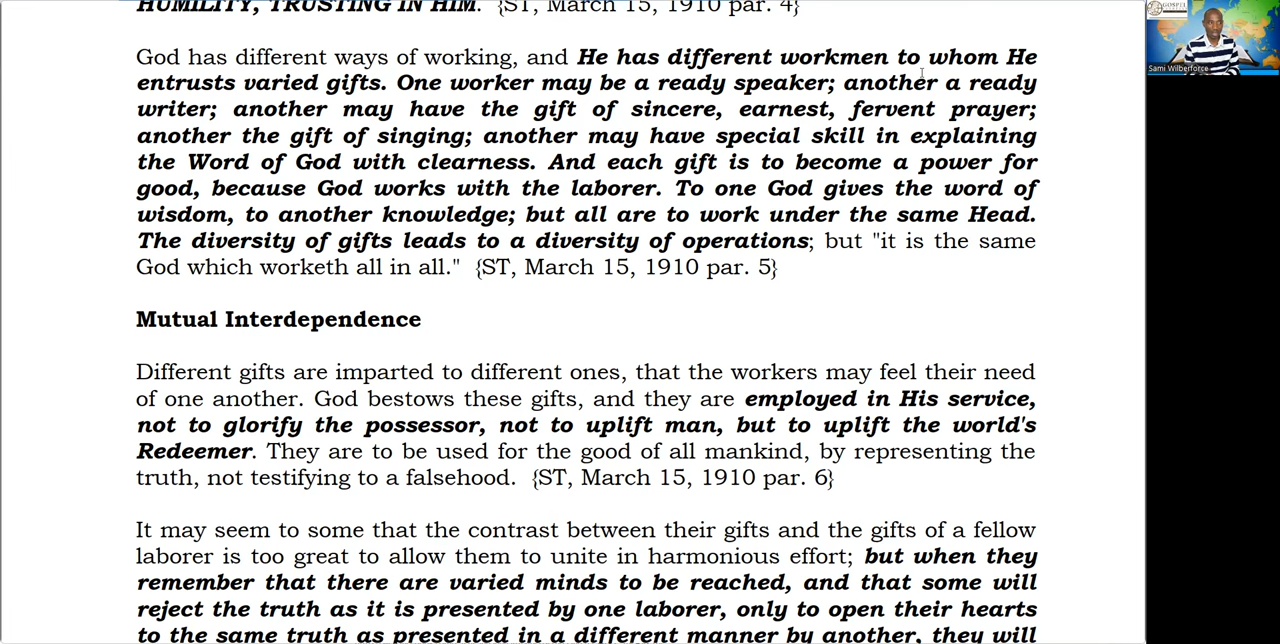 HUMILITY, TRUSTING IN HIM. {ST, March 15, 1910 par. 4}
God has different ways of working, and He has different workmen to whom He
entrusts varied gifts. One worker may be a ready speaker; another a ready
writer; another may have the gift of sincere, earnest, fervent prayer;
another the gift of singing; another may have special skill in explaining
the Word of God with clearness. And each gift is to become a power for
good, because God works with the laborer. To one God gives the word of
wisdom, to another knowledge; but all are to work under the same Head.
The diversity of gifts leads to a diversity of operations; but "it is the same
God which worketh all in all." {ST, March 15, 1910 par. 5}
Mutual Interdependence
Different gifts are imparted to different ones, that the workers may feel their need
of one another. God bestows these gifts, and they are employed in His service,
not to glorify the possessor, not to uplift man, but to uplift the world's
Redeemer. They are to be used for the good of all mankind, by representing the
truth, not testifying to a falsehood. {ST, March 15, 1910 par. 6}
It may seem to some that the contrast between their gifts and the gifts of a fellow
laborer is too great to allow them to unite in harmonious effort; but when they
remember that there are varied minds to be reached, and that some will
reject the truth as it is presented by one laborer, only to open their hearts
to the same truth as presented in a different manner by another, they will
GOSPEL
Sami Wilberforce